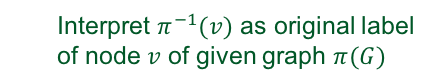 Interpret π⁻¹(v) as original label
of node v of given graph π(G)